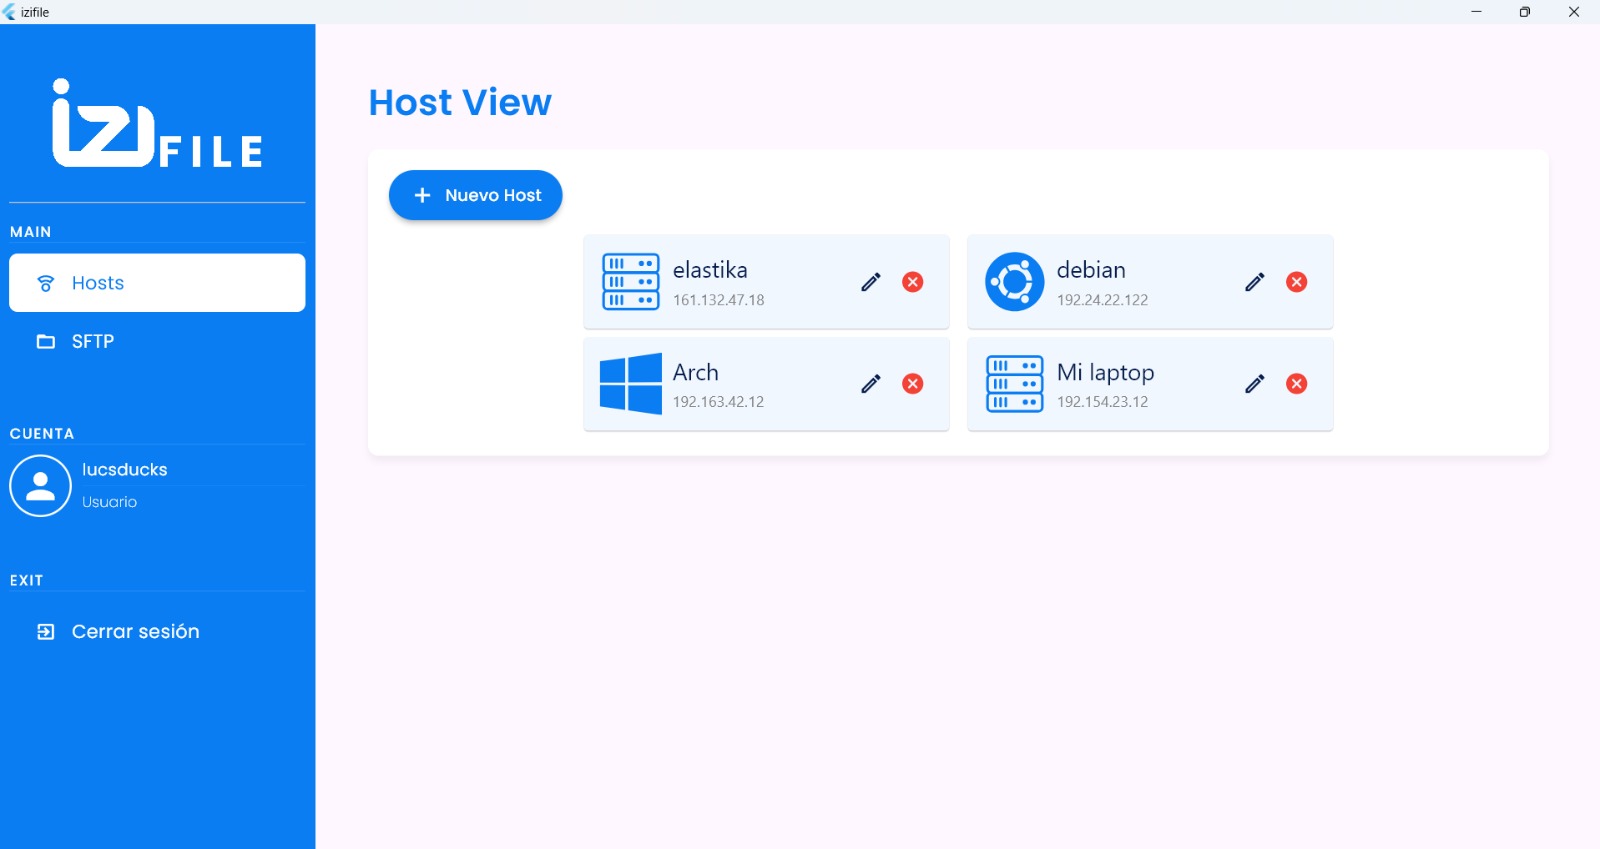 izifile
izi FILE
MAIN
Hosts
SFTP
CUENTA
lucsducks
Usuario
EXIT
Cerrar sesión
Host View
+ Nuevo Host
elastika
161.132.47.18
debian
192.24.22.122
Arch
192.163.42.12
Mi laptop
192.154.23.12